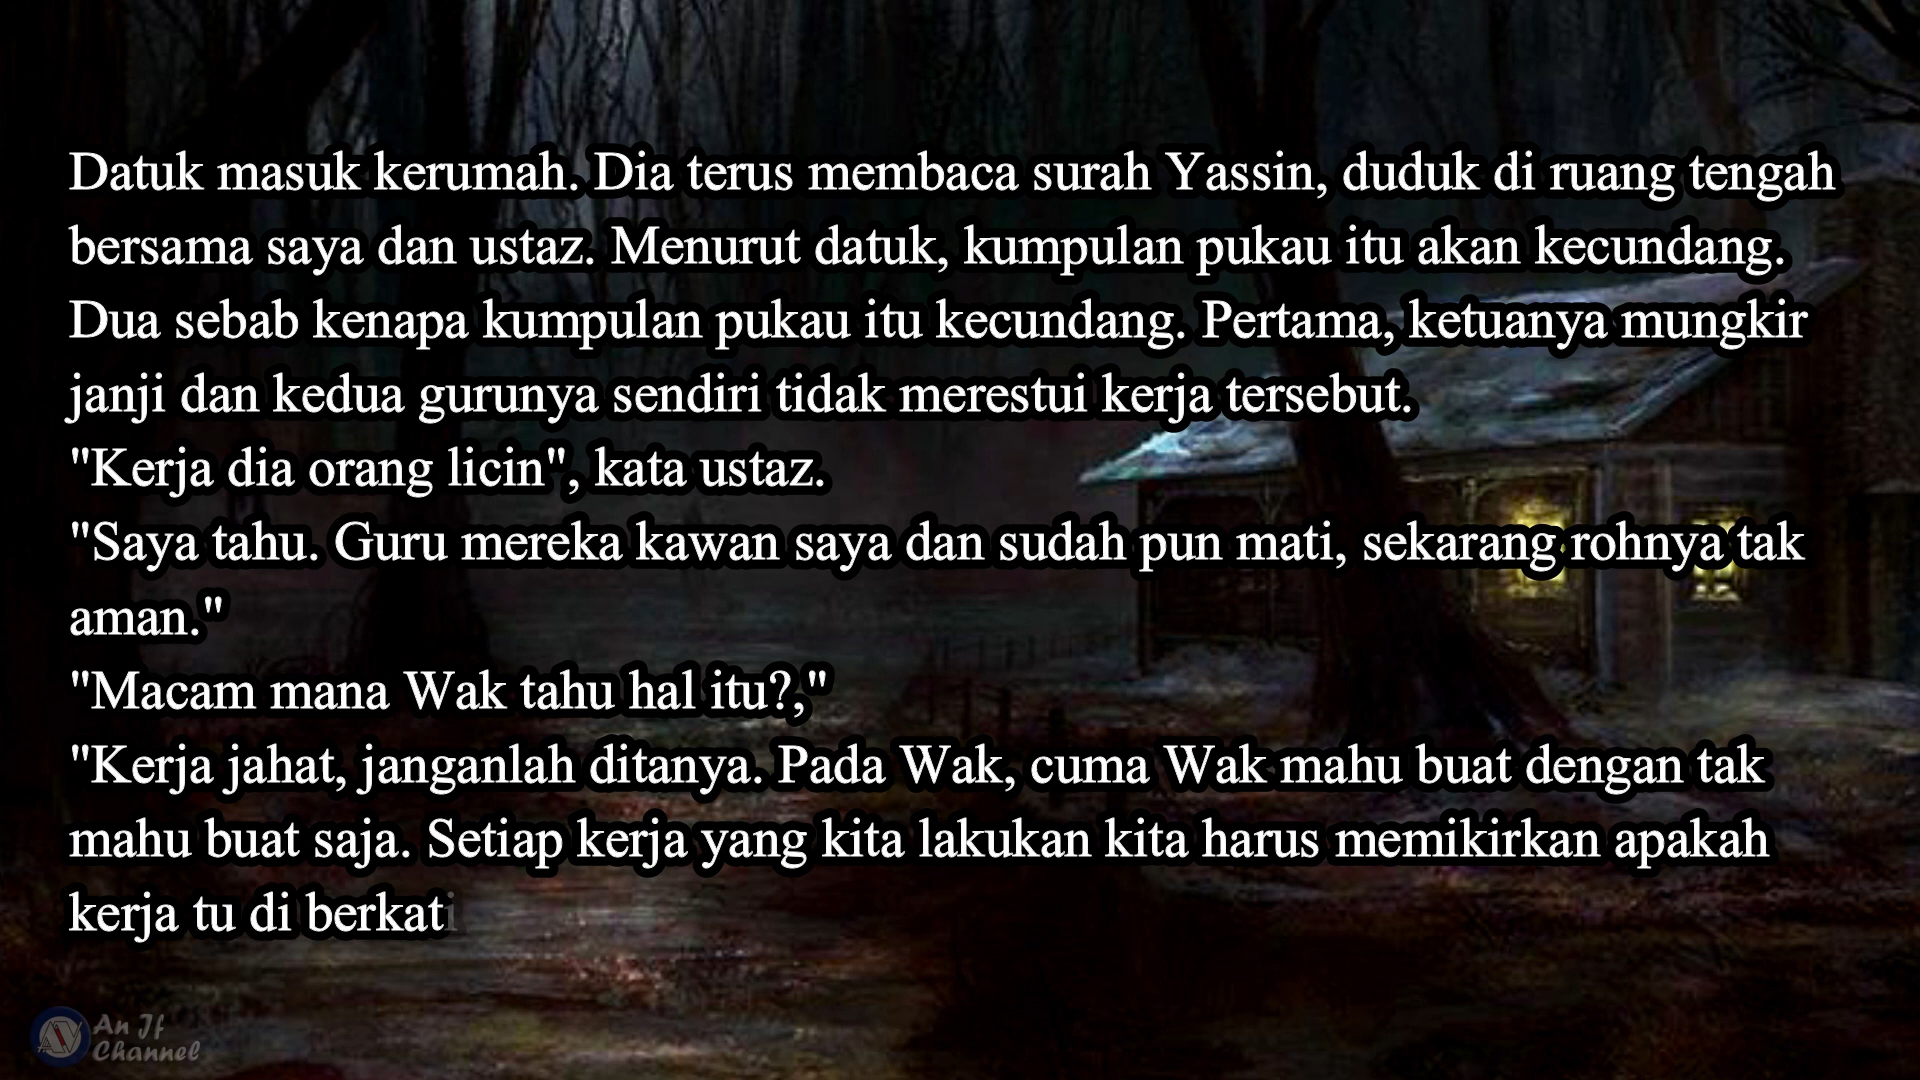 Datuk masuk kerumah. Dia terus membaca surah Yassin, duduk di ruang tengah
bersama saya dan ustaz. Menurut datuk, kumpulan pukau itu akan kecundang.
Dua sebab kenapa kumpulan pukau itu kecundang. Pertama, ketuanya mungkir
janji dan kedua gurunya sendiri tidak merestui kerja tersebut.
"Kerja dia orang licin", kata ustaz.
"Saya tahu. Guru mereka kawan saya dan sudah pun mati, sekarang rohnya tak
aman."
"Macam mana Wak tahu hal itu?,"
"Kerja jahat, janganlah ditanya. Pada Wak, cuma Wak mahu buat dengan tak
mahu buat saja. Setiap kerja yang kita lakukan kita harus memikirkan apakah
kerja tu di berkati
An If
Channel